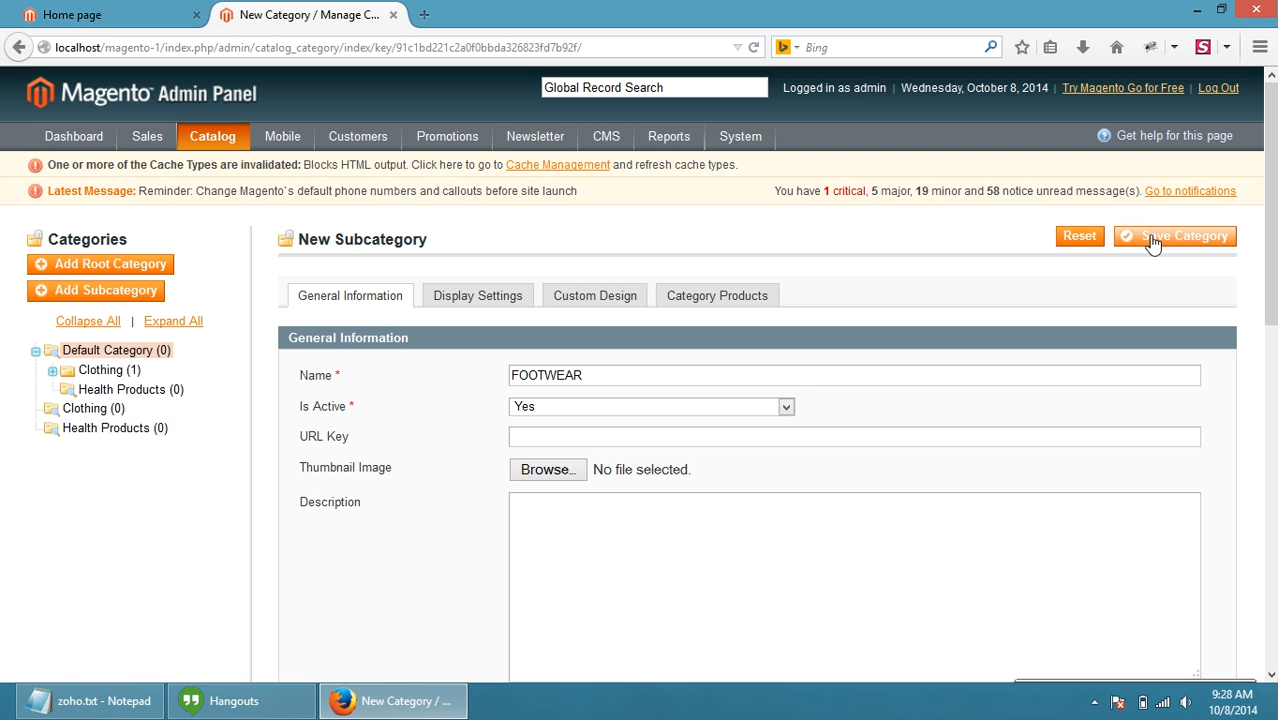 Home page
New Category / Manage C...
localhost/magento-1/index.php/admin/catalog_category/index/key/91c1bd221c2a0f0bbda326823fd7b92f/
Bing
Magento Admin Panel
Global Record Search
Logged in as admin | Wednesday, October 8, 2014 | Try Magento Go for Free | Log Out
Dashboard Sales Catalog Mobile Customers Promotions Newsletter CMS Reports System
Get help for this page
One or more of the Cache Types are invalidated: Blocks HTML output. Click here to go to Cache Management and refresh cache types.
Latest Message: Reminder: Change Magento`s default phone numbers and callouts before site launch
You have 1 critical, 5 major, 19 minor and 58 notice unread message(s). Go to notifications
Categories
Add Root Category
Add Subcategory
Collapse All | Expand All
Default Category (0)
Clothing (1)
Health Products (0)
Clothing (0)
Health Products (0)
New Subcategory
Reset
Save Category
General Information Display Settings Custom Design Category Products
General Information
Name * FOOTWEAR
Is Active * Yes
URL Key
Thumbnail Image Browse... No file selected.
Description
zoho.txt - Notepad
Hangouts
New Category / ...
9:28 AM
10/8/2014